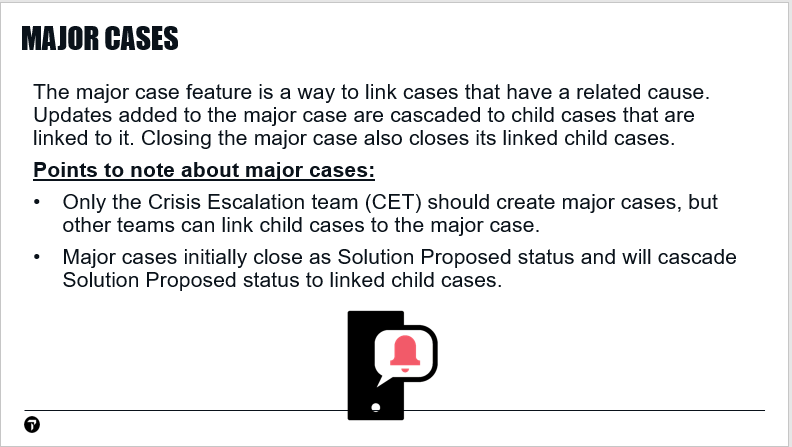 MAJOR CASES
The major case feature is a way to link cases that have a related cause.
Updates added to the major case are cascaded to child cases that are
linked to it. Closing the major case also closes its linked child cases.
Points to note about major cases:
• Only the Crisis Escalation team (CET) should create major cases, but
other teams can link child cases to the major case.
• Major cases initially close as Solution Proposed status and will cascade
Solution Proposed status to linked child cases.